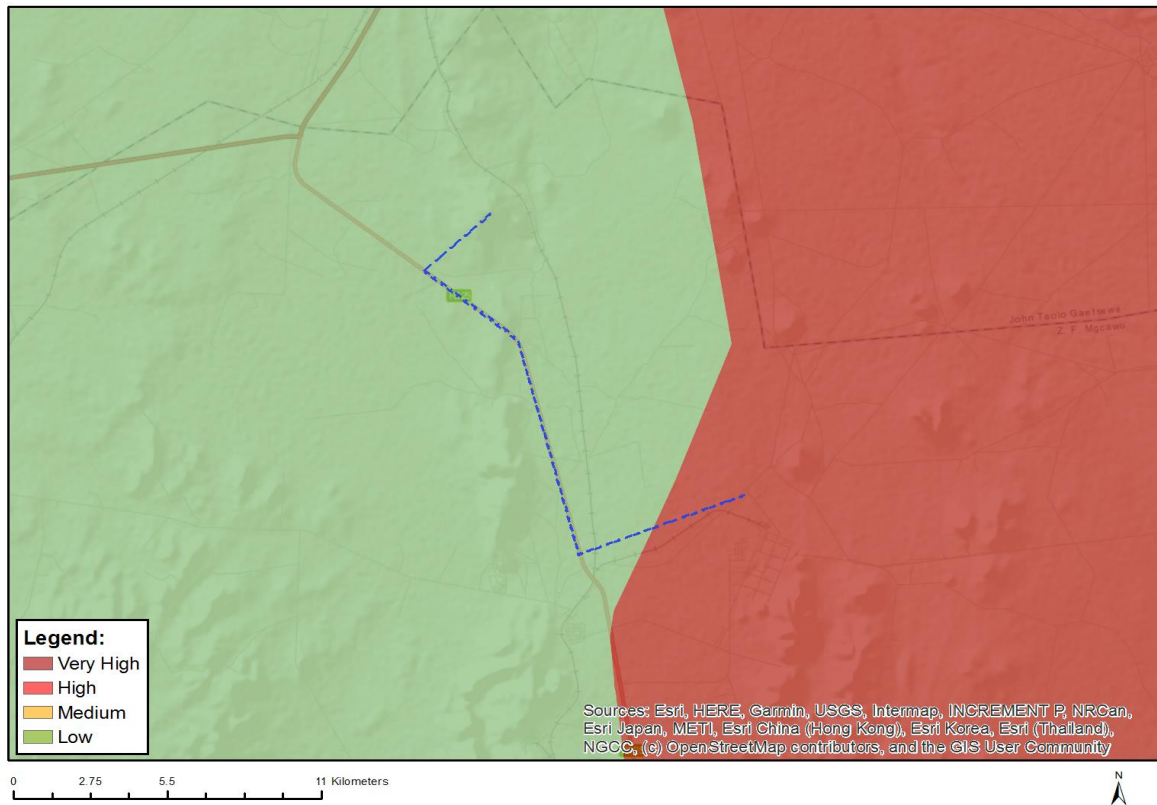 John Taolo Gaetsewe
Z. F. Mgcawu
Legend:
Very High
High
Medium
Low
Sources: Esri, HERE, Garmin, USGS, Intermap, INCREMENT P, NRCan,
Esri Japan, METI, Esri China (Hong Kong), Esri Korea, Esri (Thailand),
NGCC, (c) OpenStreetMap contributors, and the GIS User Community
0 2.75 5.5 11 Kilometers
N